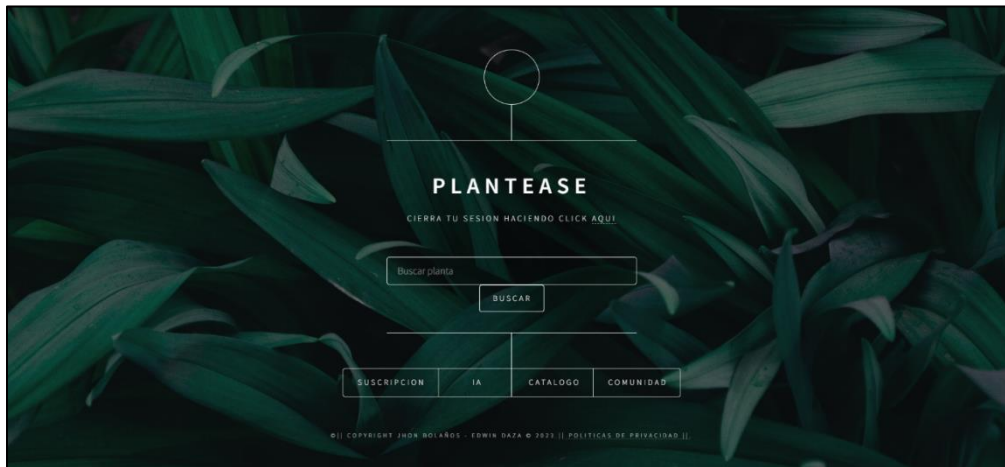 PLANTEASE
CIERRA TU SESION HACIENDO CLICK AQUI
Buscar planta
BUSCAR
SUSCRIPCION IA CATALOGO COMUNIDAD
©|| COPYRIGHT JHON BOLAÑOS - EDWIN DAZA © 2023 || POLITICAS DE PRIVACIDAD ||.